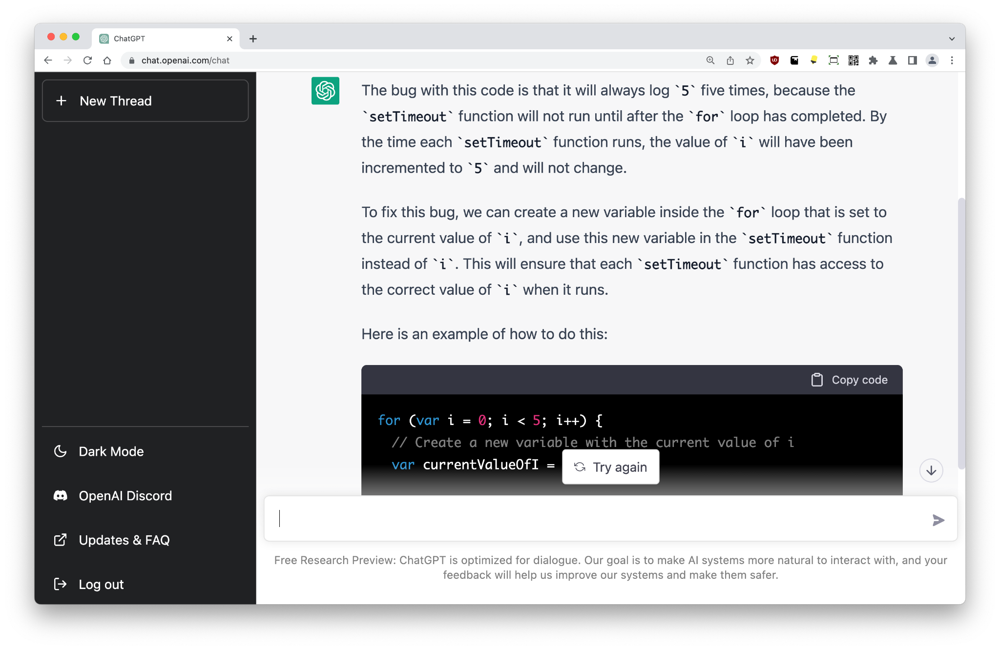 ChatGPT
chat.openai.com/chat
New Thread
The bug with this code is that it will always log `5` five times, because the
`setTimeout` function will not run until after the `for` loop has completed. By
the time each `setTimeout` function runs, the value of `i` will have been
incremented to `5` and will not change.
To fix this bug, we can create a new variable inside the `for` loop that is set to
the current value of `i`, and use this new variable in the `setTimeout` function
instead of `i`. This will ensure that each `setTimeout` function has access to
the correct value of `i` when it runs.
Here is an example of how to do this:
Copy code
for (var i = 0; i < 5; i++) {
// Create a new variable with the current value of i
var currentValueOfI =
Try again
Dark Mode
OpenAI Discord
Updates & FAQ
Log out
Free Research Preview: ChatGPT is optimized for dialogue. Our goal is to make AI systems more natural to interact with, and your
feedback will help us improve our systems and make them safer.